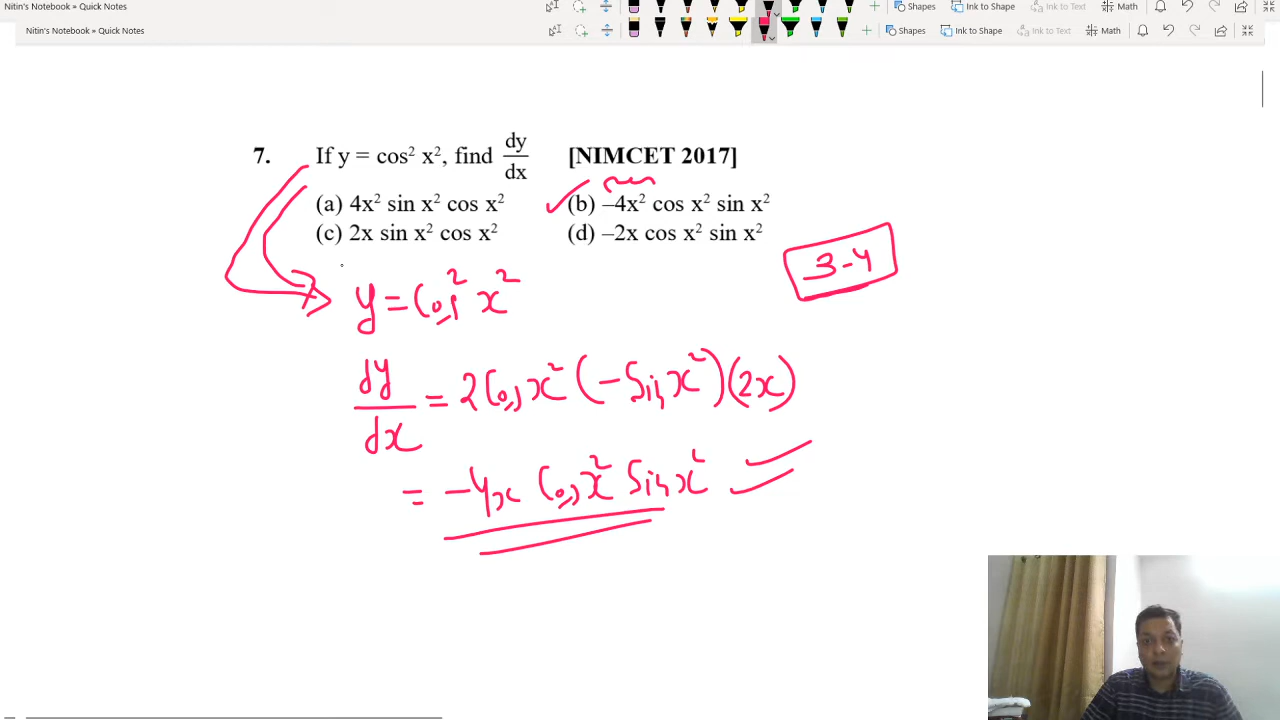 Nitin's Notebook » Quick Notes
Shapes Ink to Shape Ink to Text Math
Nitin's Notebook » Quick Notes
Shapes Ink to Shape Ink to Text Math
7. If y = cos² x², find dy/dx [NIMCET 2017]
(a) 4x² sin x² cos x² (b) –4x² cos x² sin x²
(c) 2x sin x² cos x² (d) –2x cos x² sin x²
3-4
y = Cos² x²
dy/dx = 2 Cos x² (- Sin x²) (2x)
= -4x Cos x² Sin x²